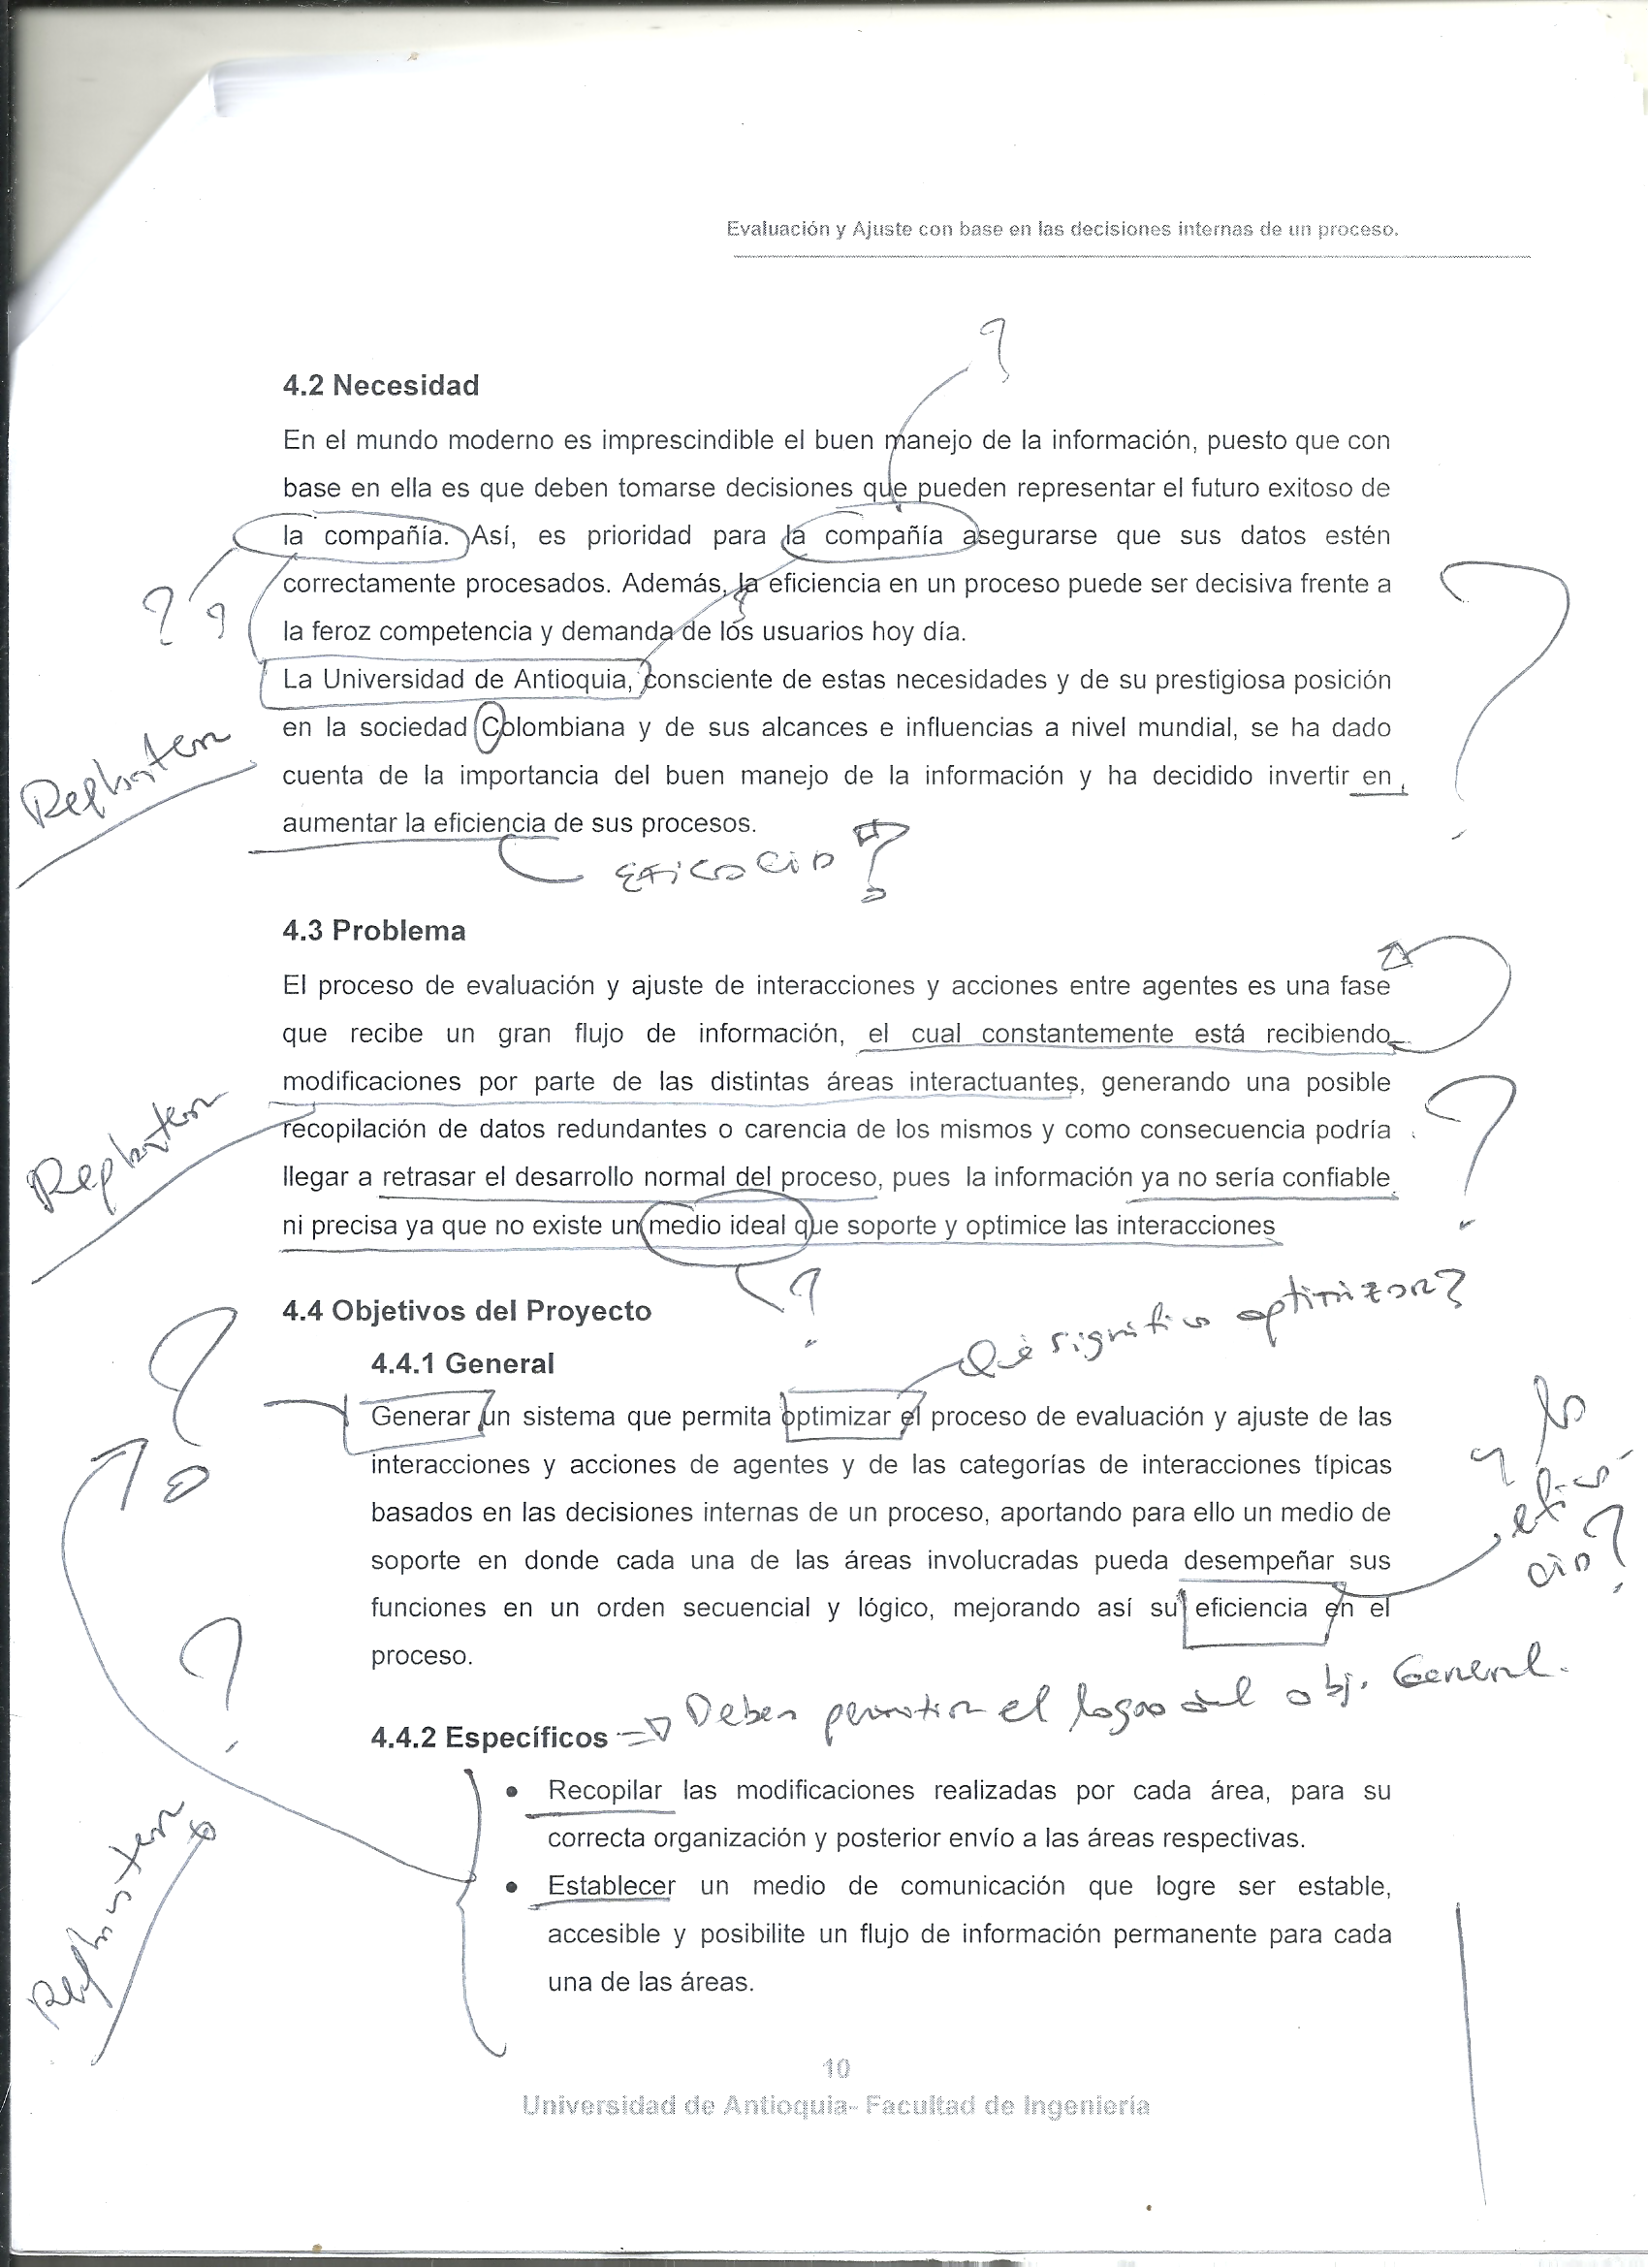 Evaluación y Ajuste con base en las decisiones internas de un proceso.
?
4.2 Necesidad
En el mundo moderno es imprescindible el buen manejo de la información, puesto que con
base en ella es que deben tomarse decisiones que pueden representar el futuro exitoso de
la compañía. Así, es prioridad para la compañía asegurarse que sus datos estén
correctamente procesados. Además, la eficiencia en un proceso puede ser decisiva frente a
? ?
la feroz competencia y demanda de los usuarios hoy día.
?
La Universidad de Antioquia, consciente de estas necesidades y de su prestigiosa posición
en la sociedad Colombiana y de sus alcances e influencias a nivel mundial, se ha dado
Replantear
cuenta de la importancia del buen manejo de la información y ha decidido invertir en
aumentar la eficiencia de sus procesos.
Eficacia?
4.3 Problema
El proceso de evaluación y ajuste de interacciones y acciones entre agentes es una fase
que recibe un gran flujo de información, el cual constantemente está recibiendo
modificaciones por parte de las distintas áreas interactuantes, generando una posible
?
recopilación de datos redundantes o carencia de los mismos y como consecuencia podría
Replantear
llegar a retrasar el desarrollo normal del proceso, pues la información ya no sería confiable
ni precisa ya que no existe un medio ideal que soporte y optimice las interacciones
?
4.4 Objetivos del Proyecto
Qué significa optimizar?
4.4.1 General
?
Generar un sistema que permita optimizar el proceso de evaluación y ajuste de las
interacciones y acciones de agentes y de las categorías de interacciones típicas
basados en las decisiones internas de un proceso, aportando para ello un medio de
y la
efica-
cia?
soporte en donde cada una de las áreas involucradas pueda desempeñar sus
funciones en un orden secuencial y lógico, mejorando así su eficiencia en el
proceso.
?
4.4.2 Específicos => Deben permitir el logro del obj. General.
• Recopilar las modificaciones realizadas por cada área, para su
correcta organización y posterior envío a las áreas respectivas.
Replantear
• Establecer un medio de comunicación que logre ser estable,
accesible y posibilite un flujo de información permanente para cada
una de las áreas.
10
Universidad de Antioquia- Facultad de Ingeniería